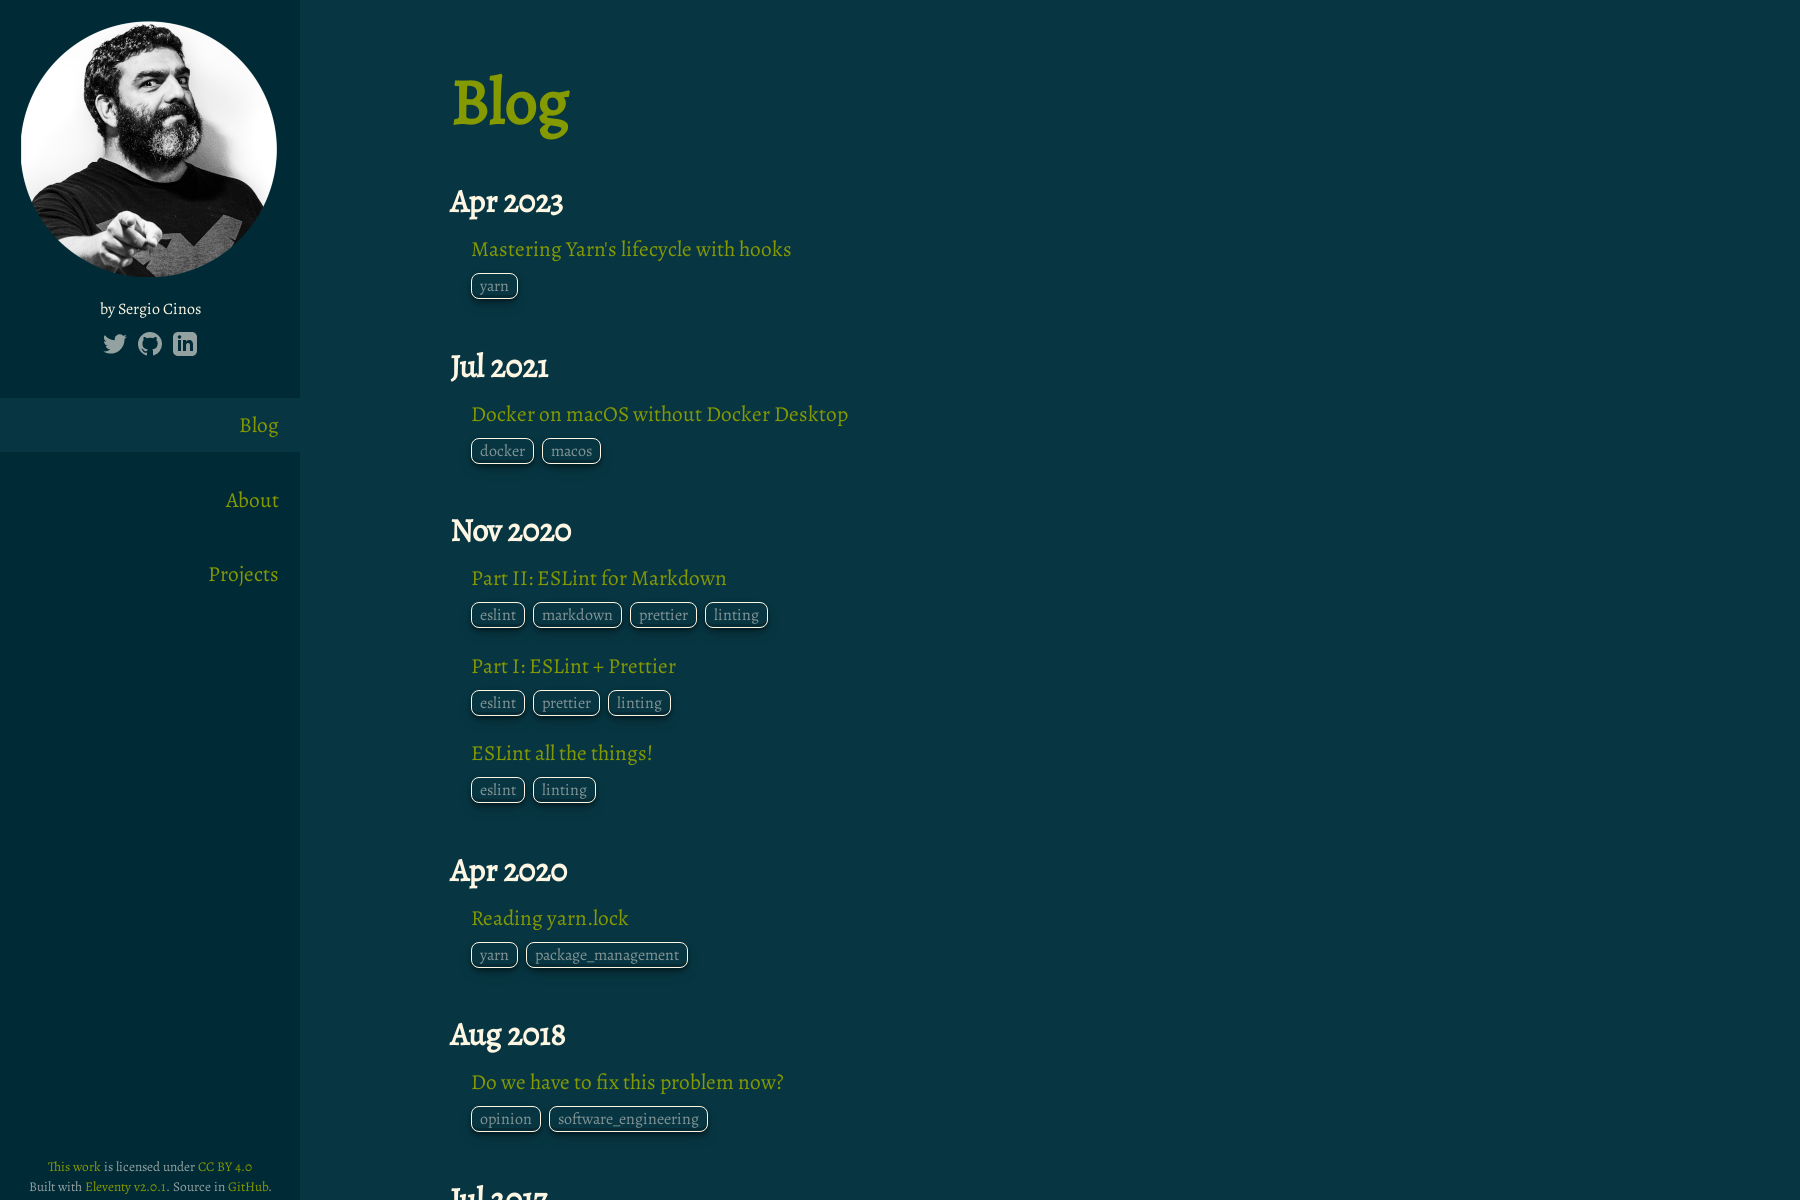 by Sergio Cinos
Blog
About
Projects
This work is licensed under CC BY 4.0
Built with Eleventy v2.0.1. Source in GitHub.
Blog
Apr 2023
Mastering Yarn's lifecycle with hooks
yarn
Jul 2021
Docker on macOS without Docker Desktop
docker macos
Nov 2020
Part II: ESLint for Markdown
eslint markdown prettier linting
Part I: ESLint + Prettier
eslint prettier linting
ESLint all the things!
eslint linting
Apr 2020
Reading yarn.lock
yarn package_management
Aug 2018
Do we have to fix this problem now?
opinion software_engineering
Jul 2017